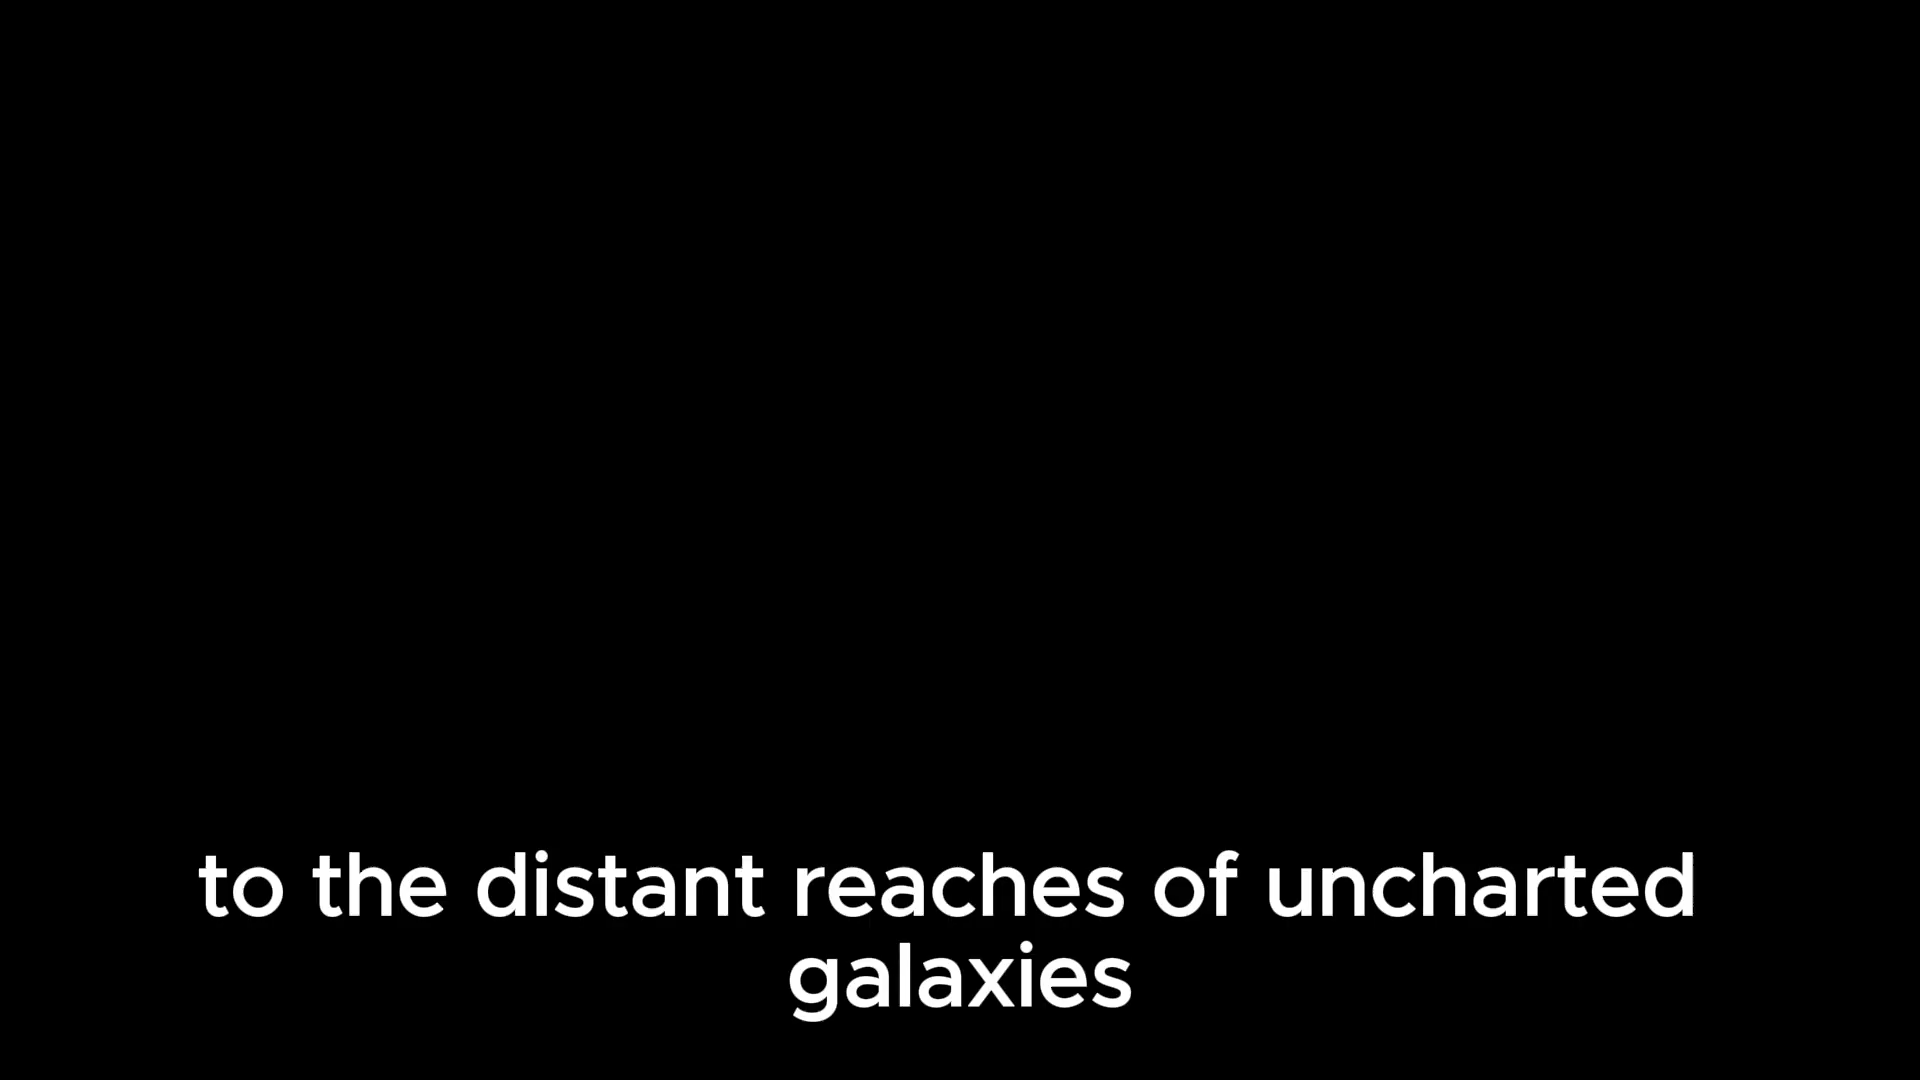 to the distant reaches of uncharted
galaxies